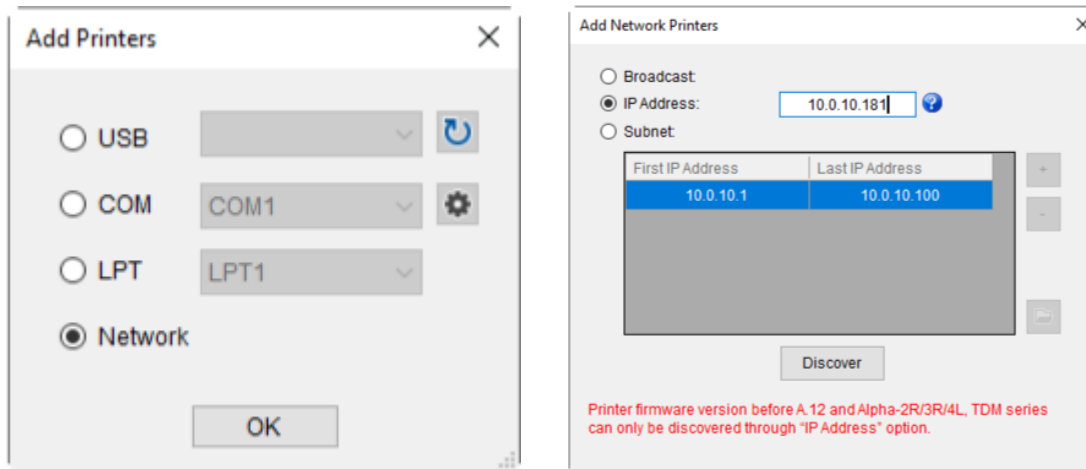 Add Printers
USB
COM
COM1
LPT
LPT1
Network
OK
Add Network Printers
Broadcast:
IP Address:
10.0.10.181
?
Subnet:
First IP Address
Last IP Address
10.0.10.1
10.0.10.100
+
-
Discover
Printer firmware version before A.12 and Alpha-2R/3R/4L, TDM series
can only be discovered through "IP Address" option.